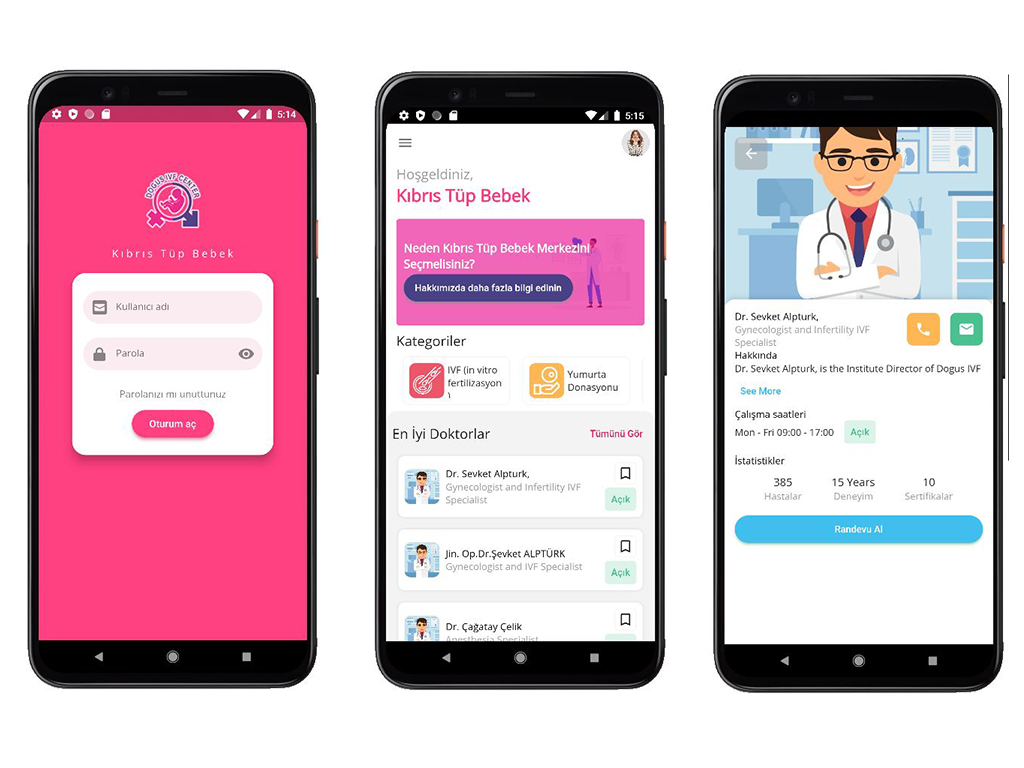 5:14
DOGUS IVF CENTER
Kıbrıs Tüp Bebek
Kullanıcı adı
Parola
Parolanızı mı unuttunuz
Oturum aç
5:15
Hoşgeldiniz,
Kıbrıs Tüp Bebek
Neden Kıbrıs Tüp Bebek Merkezini
Seçmelisiniz?
Hakkımızda daha fazla bilgi edinin
Kategoriler
IVF (in vitro
fertilizasyon
)
Yumurta
Donasyonu
En İyi Doktorlar
Tümünü Gör
Dr. Sevket Alpturk,
Gynecologist and Infertility IVF
Specialist
Açık
Jin. Op.Dr.Şevket ALPTÜRK
Gynecologist and IVF Specialist
Açık
Dr. Çağatay Çelik
Anesthesia Specialist
Dr. Sevket Alpturk,
Gynecologist and Infertility IVF
Specialist
Hakkında
Dr. Sevket Alpturk, is the Institute Director of Dogus IVF
See More
Çalışma saatleri
Mon - Fri 09:00 - 17:00
Açık
İstatistikler
385
Hastalar
15 Years
Deneyim
10
Sertifikalar
Randevu Al